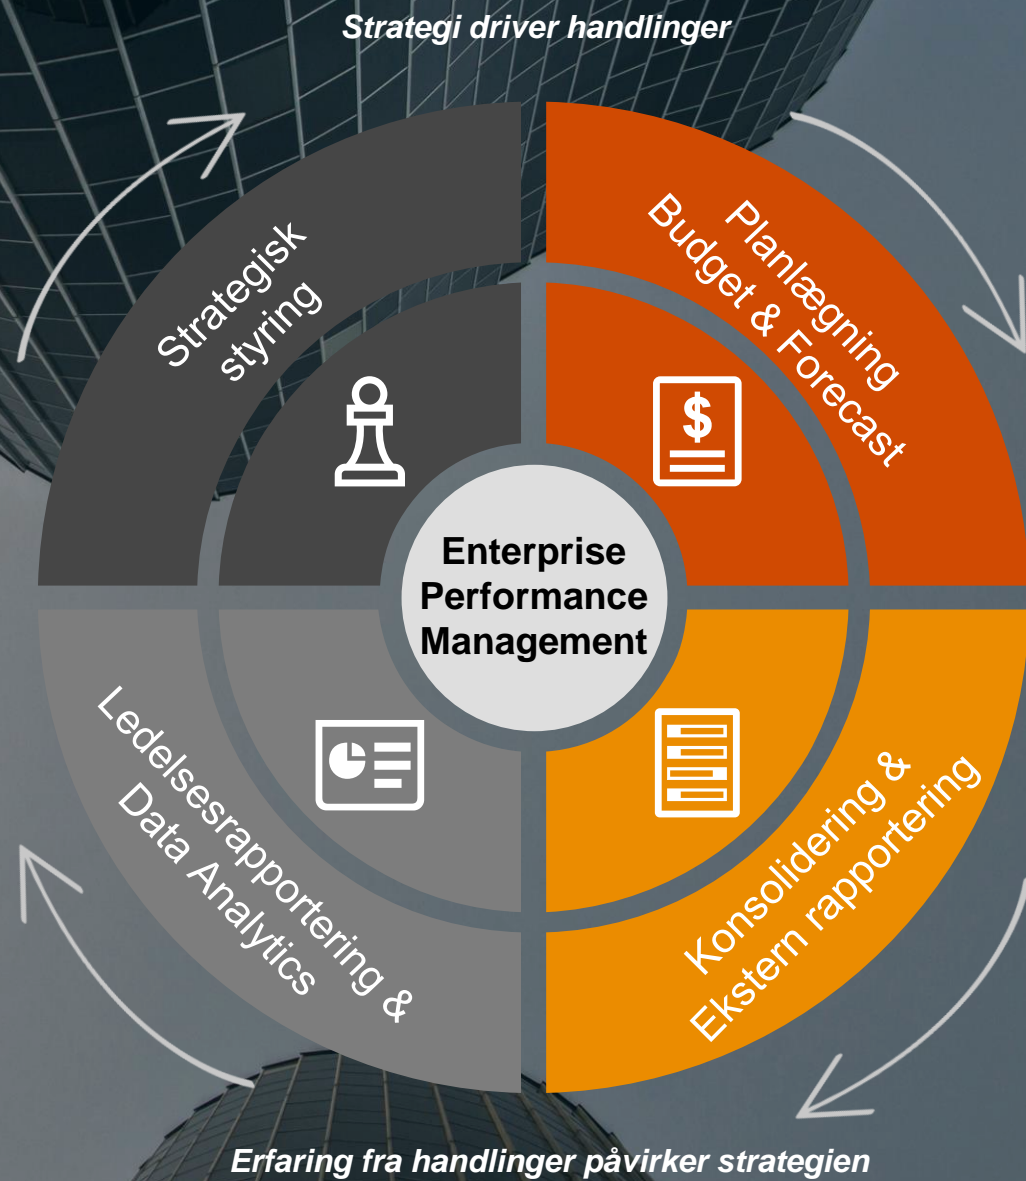 Strategi driver handlinger
Strategisk
styring
Planlægning
Budget & Forecast
$
Enterprise
Performance
Management
Ledelsesrapportering &
Data Analytics
Konsolidering &
Ekstern rapportering
Erfaring fra handlinger påvirker strategien